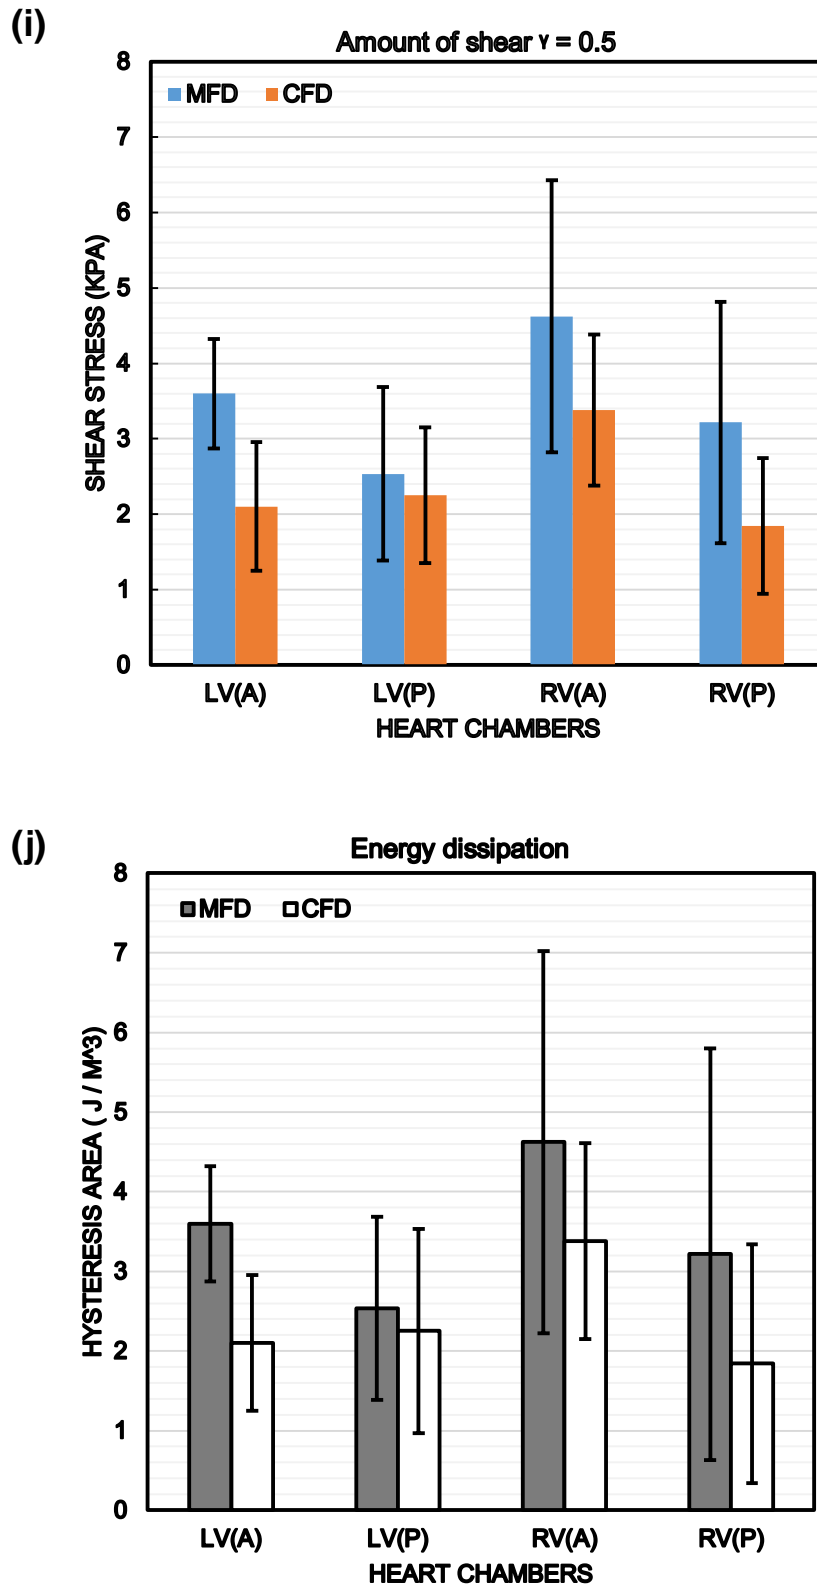 (i)
Amount of shear γ = 0.5
MFD CFD
8
7
6
5
4
3
2
1
0
SHEAR STRESS (KPA)
LV(A) LV(P) RV(A) RV(P)
HEART CHAMBERS
(j)
Energy dissipation
MFD CFD
8
7
6
5
4
3
2
1
0
HYSTERESIS AREA ( J / M^3)
LV(A) LV(P) RV(A) RV(P)
HEART CHAMBERS